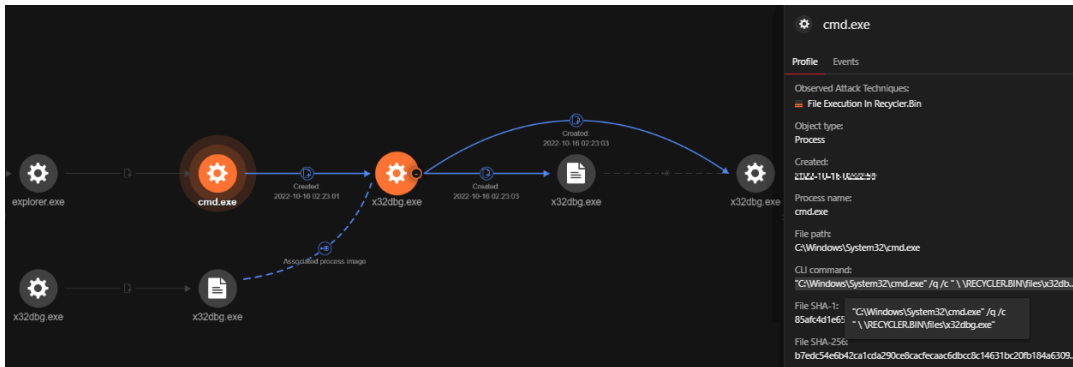 explorer.exe
cmd.exe
Created
2022-10-16 02:23:01
x32dbg.exe
Created
2022-10-16 02:23:03
Created
2022-10-16 02:23:03
x32dbg.exe
x32dbg.exe
Associated process image
x32dbg.exe
x32dbg.exe
cmd.exe
Profile Events
Observed Attack Techniques:
File Execution In Recycler.Bin
Object type:
Process
Created:
2022-10-16
Process name:
cmd.exe
File path:
C:\Windows\System32\cmd.exe
CLI command:
"C:\Windows\System32\cmd.exe" /q /c " \ \RECYCLER.BIN\files\x32db...
File SHA-1:
85afc4d1e65
"C:\Windows\System32\cmd.exe" /q /c
" \ \RECYCLER.BIN\files\x32dbg.exe"
File SHA-256:
b7edc54e6b42ca1cda290ce8cacfecaac6dbcc8c14631bc20fb184a6309...